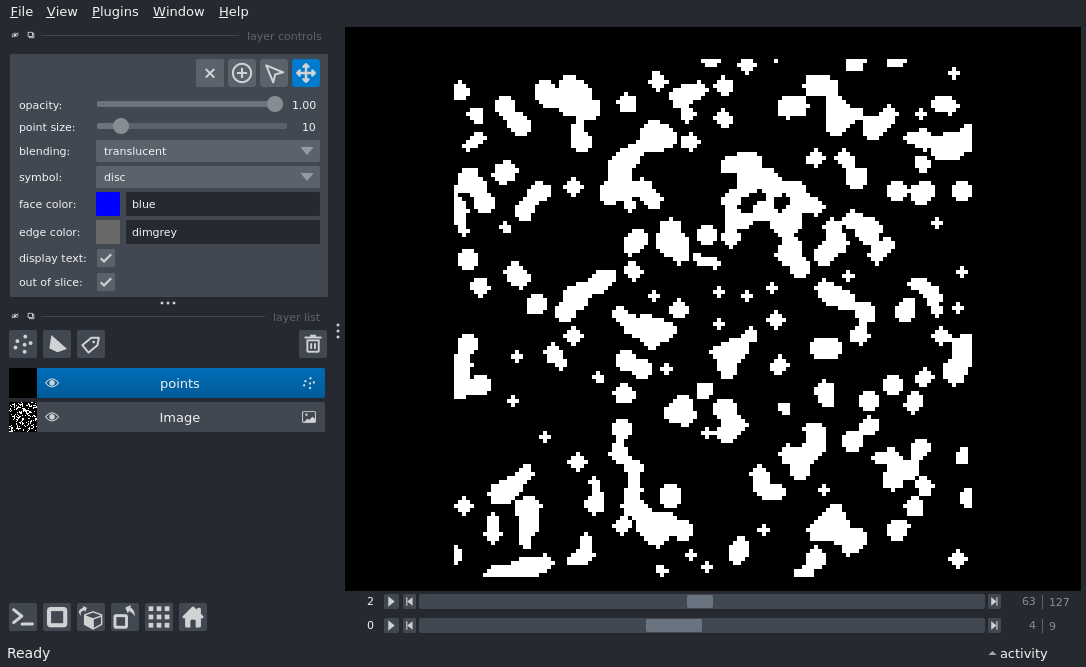 File View Plugins Window Help
layer controls
opacity: 1.00
point size: 10
blending: translucent
symbol: disc
face color: blue
edge color: dimgrey
display text:
out of slice:
layer list
points
Image
2 63 | 127
0 4 | 9
Ready activity